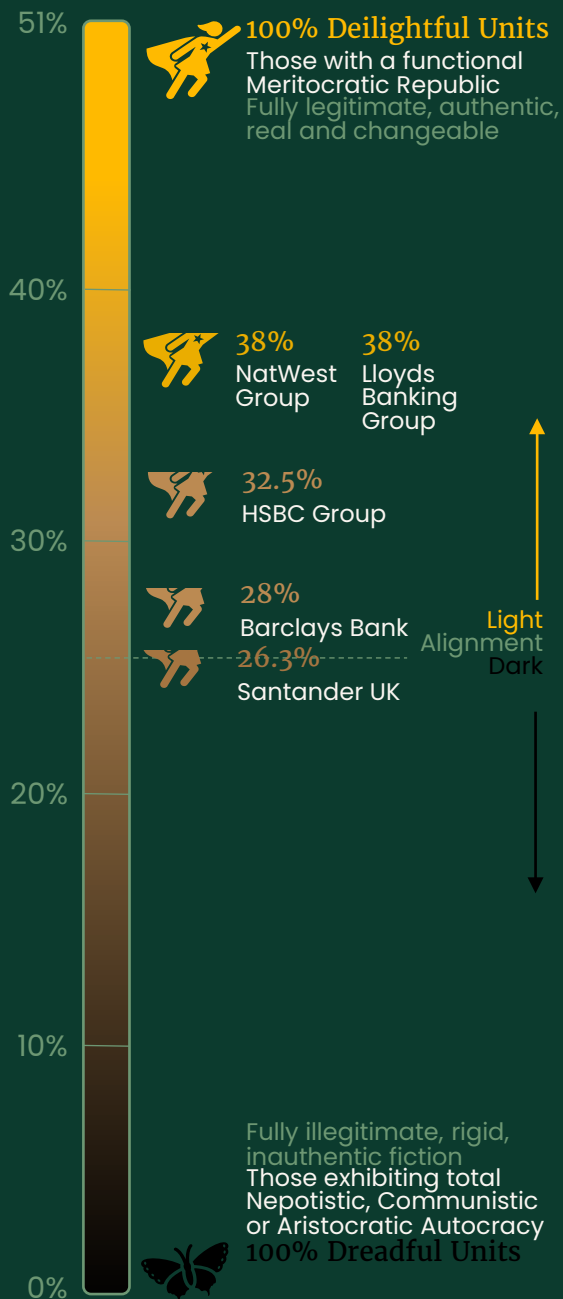 51%
100% Deilightful Units
Those with a functional
Meritocratic Republic
Fully legitimate, authentic,
real and changeable
40%
38%
NatWest
Group
38%
Lloyds
Banking
Group
32.5%
HSBC Group
30%
28%
Barclays Bank
Light
Alignment
Dark
26.3%
Santander UK
20%
10%
Fully illegitimate, rigid,
inauthentic fiction
Those exhibiting total
Nepotistic, Communistic
or Aristocratic Autocracy
100% Dreadful Units
0%